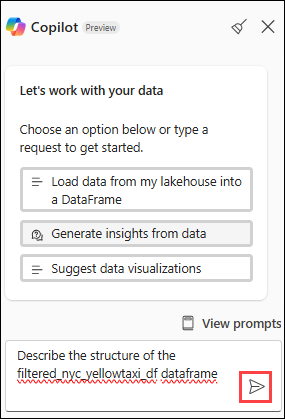 Copilot Preview
Let's work with your data
Choose an option below or type a
request to get started.
Load data from my lakehouse into
a DataFrame
Generate insights from data
Suggest data visualizations
View prompts
Describe the structure of the
filtered_nyc_yellowtaxi_df dataframe